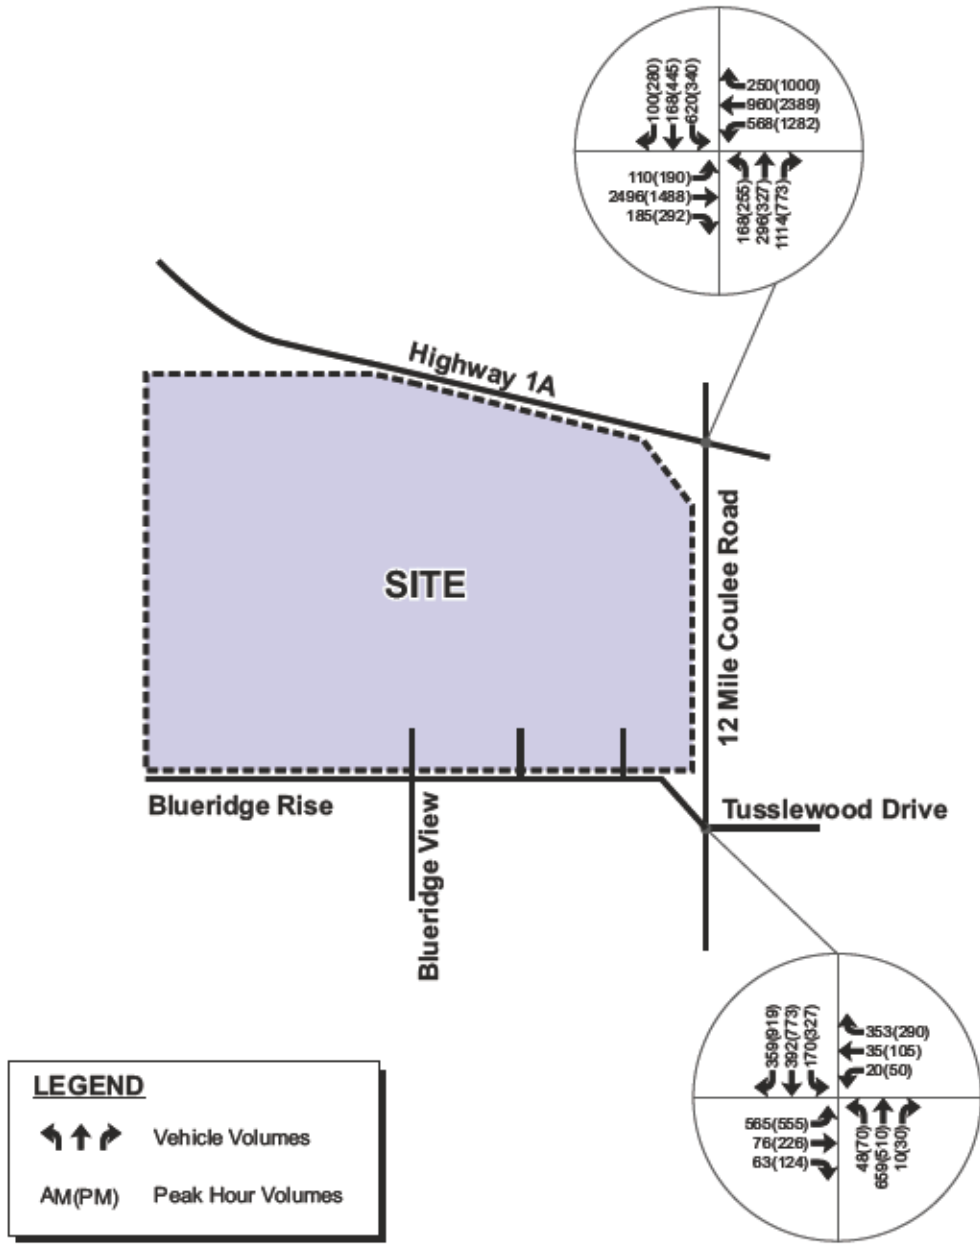 100(280)
168(445)
620(340)
250(1000)
960(2389)
568(1282)
110(190)
2496(1488)
185(292)
168(255)
296(327)
1114(773)
Highway 1A
SITE
12 Mile Coulee Road
Blueridge Rise
Blueridge View
Tusslewood Drive
359(919)
392(773)
170(327)
353(290)
35(105)
20(50)
565(555)
76(226)
63(124)
48(70)
659(510)
10(30)
LEGEND
Vehicle Volumes
AM(PM) Peak Hour Volumes